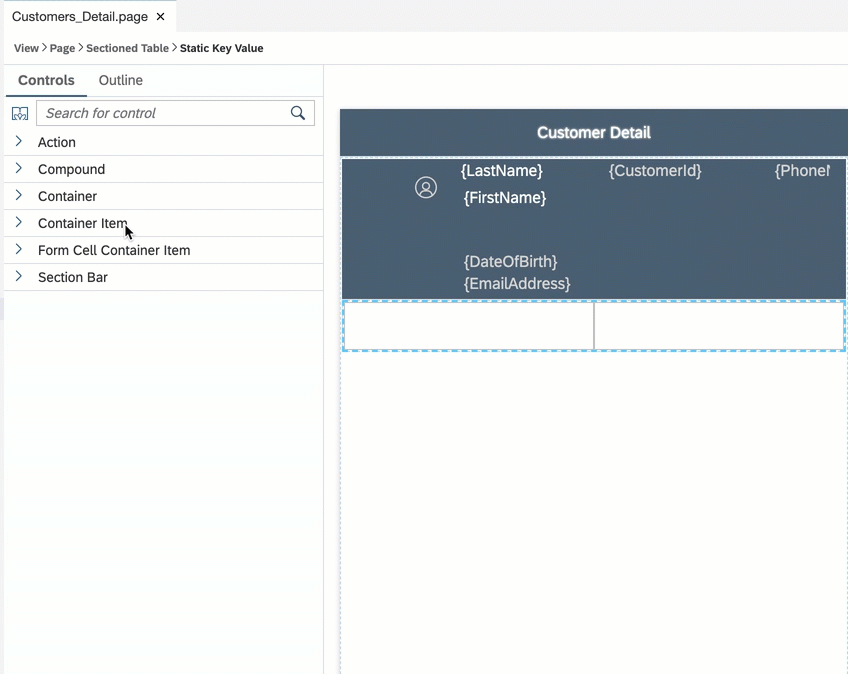 Customers_Detail.page ×
View > Page > Sectioned Table > Static Key Value
Controls Outline
Search for control
Action
Compound
Container
Container Item
Form Cell Container Item
Section Bar
Customer Detail
{LastName} {CustomerId}
{FirstName}
{DateOfBirth}
{EmailAddress}